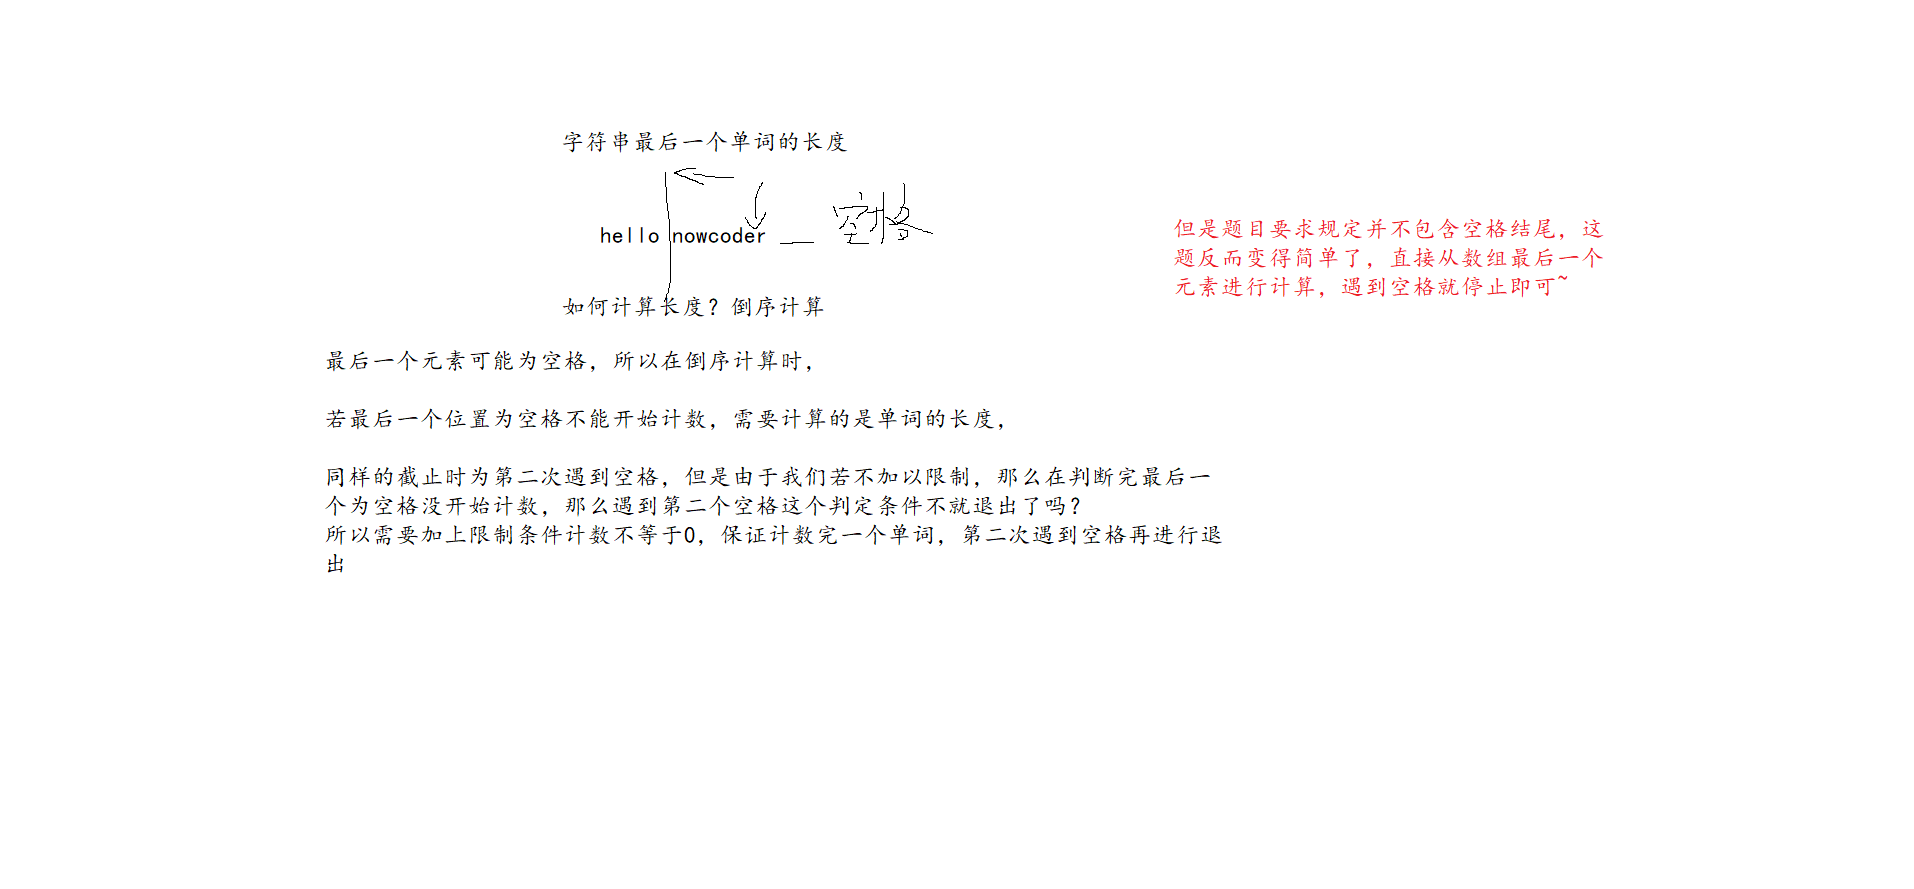 字符串最后一个单词的长度
hello nowcoder __ 空格
如何计算长度？倒序计算
但是题目要求规定并不包含空格结尾，这
题反而变得简单了，直接从数组最后一个
元素进行计算，遇到空格就停止即可~
最后一个元素可能为空格，所以在倒序计算时，
若最后一个位置为空格不能开始计数，需要计算的是单词的长度，
同样的截止时为第二次遇到空格，但是由于我们若不加以限制，那么在判断完最后一
个为空格没开始计数，那么遇到第二个空格这个判定条件不就退出了吗？
所以需要加上限制条件计数不等于0，保证计数完一个单词，第二次遇到空格再进行退
出